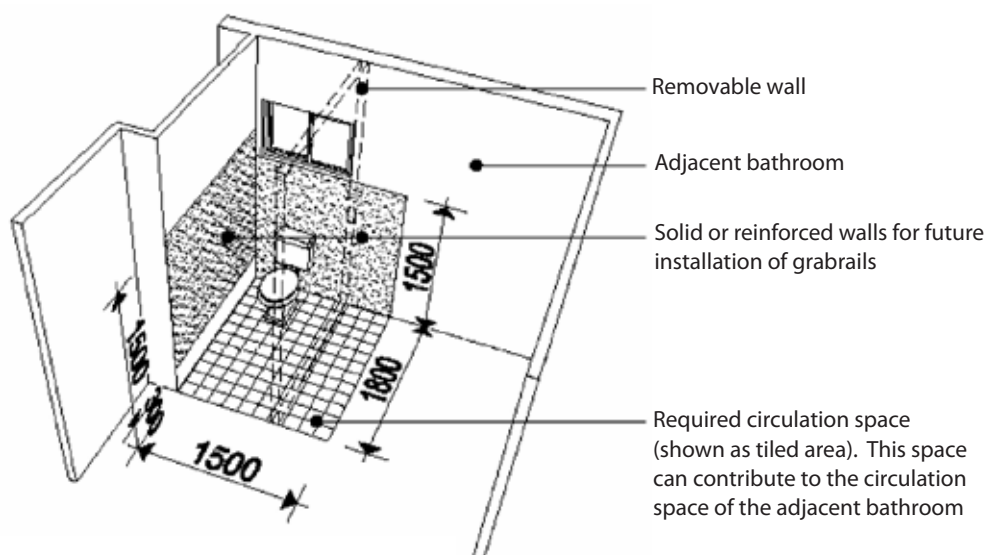 Removable wall
Adjacent bathroom
Solid or reinforced walls for future
installation of grabrails
1500
1500
1800
1500
Required circulation space
(shown as tiled area).  This space
can contribute to the circulation
space of the adjacent bathroom